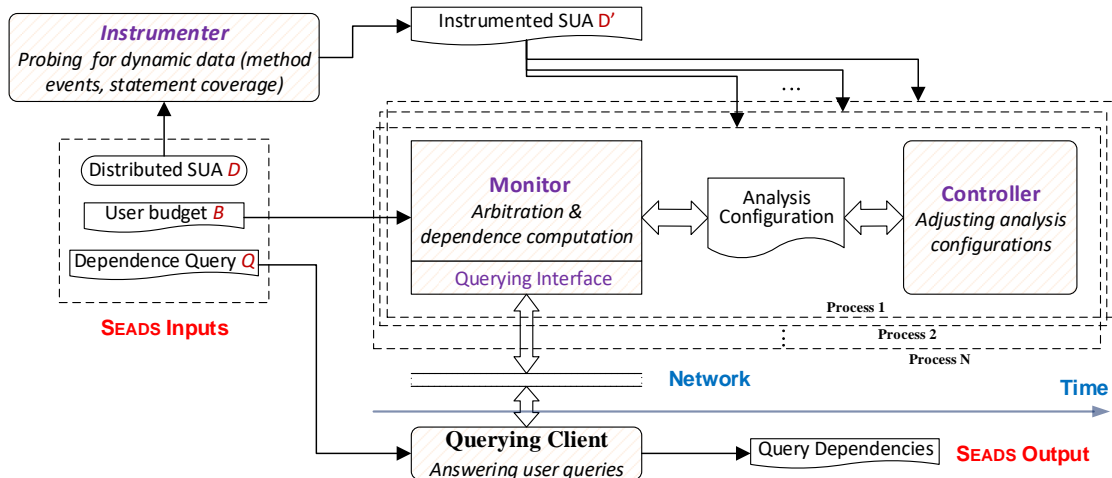 Instrumenter
Probing for dynamic data (method
events, statement coverage)
Instrumented SUA D’
...
Distributed SUA D
User budget B
Dependence Query Q
SEADS Inputs
Monitor
Arbitration &
dependence computation
Querying Interface
Analysis
Configuration
Controller
Adjusting analysis
configurations
Process 1
Process 2
...
Process N
Network
Time
Querying Client
Answering user queries
Query Dependencies
SEADS Output